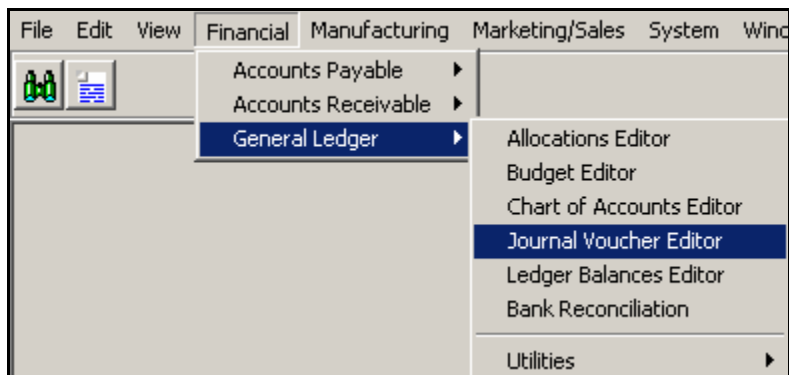 File Edit View Financial Manufacturing Marketing/Sales System
Accounts Payable
Accounts Receivable
General Ledger
Allocations Editor
Budget Editor
Chart of Accounts Editor
Journal Voucher Editor
Ledger Balances Editor
Bank Reconciliation
Utilities